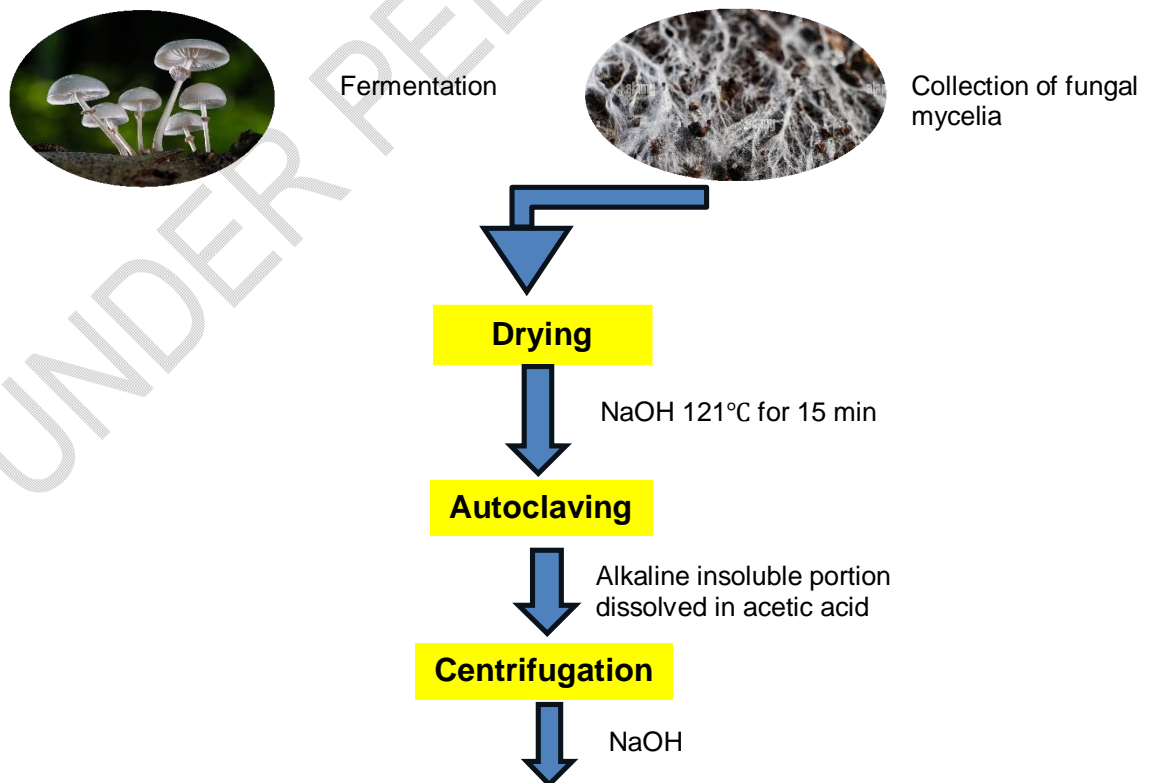 Fermentation
Collection of fungal
mycelia
Drying
NaOH 121℃ for 15 min
Autoclaving
Alkaline insoluble portion
dissolved in acetic acid
Centrifugation
NaOH
UNDER